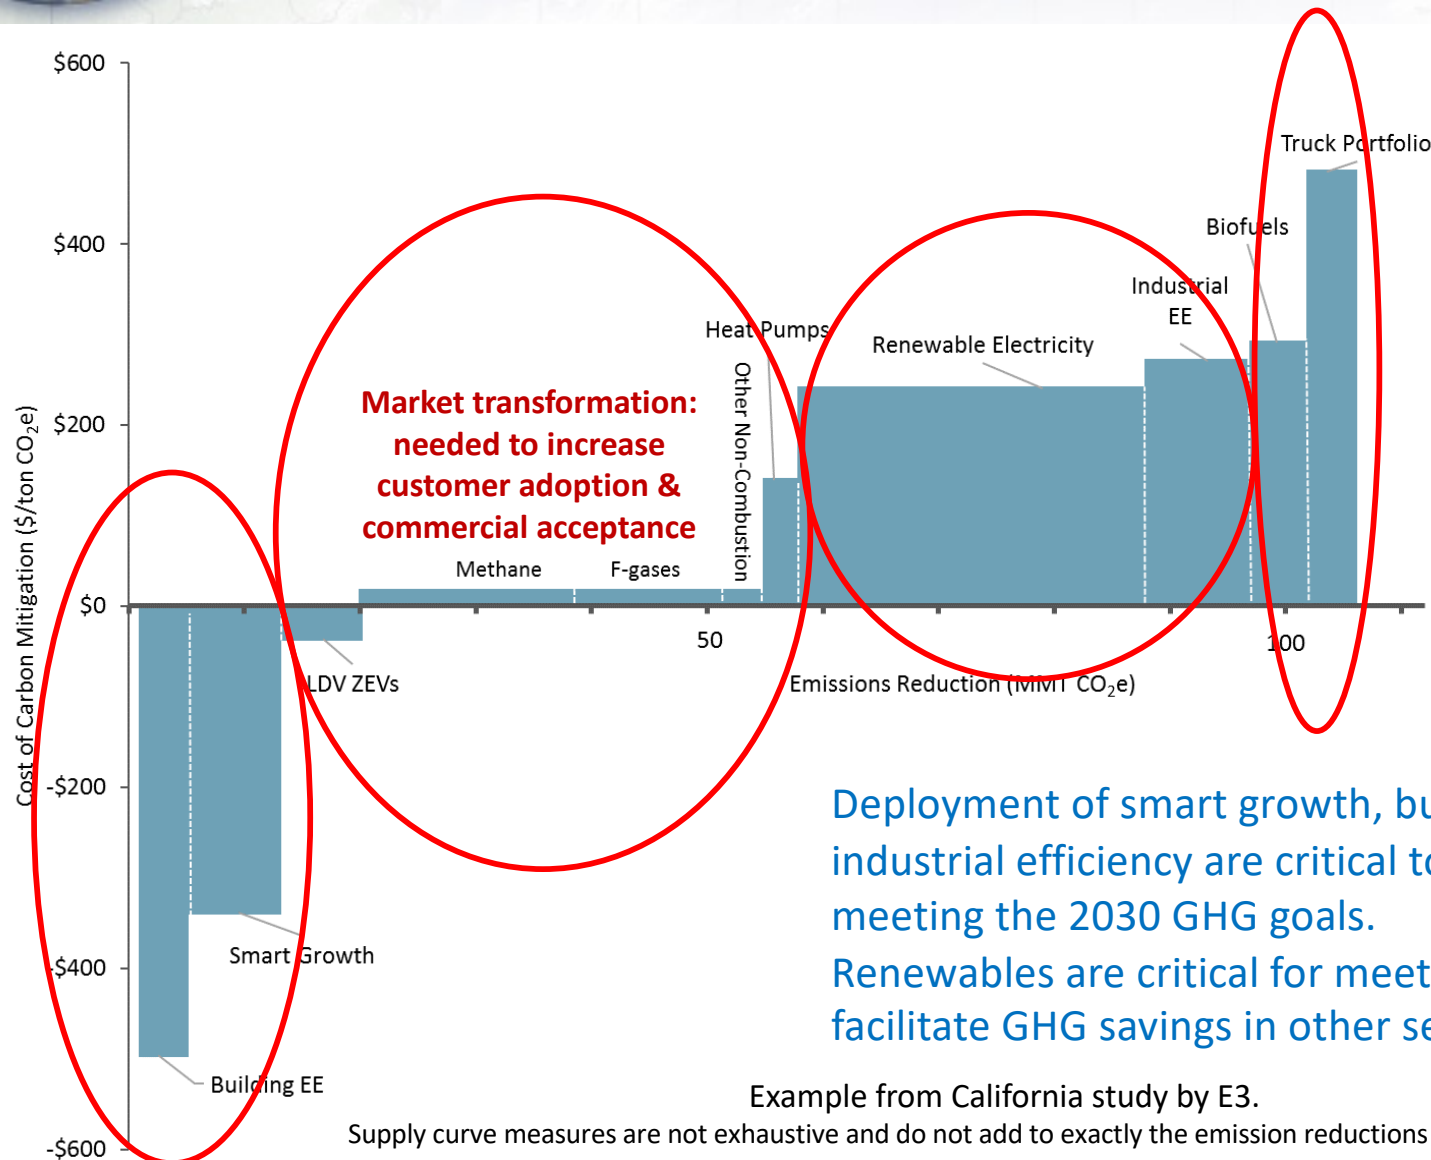 $600
$400
$200
$0
-$200
-$400
-$600
Cost of Carbon Mitigation ($/ton CO₂e)
Truck Portfolio
Biofuels
Industrial
EE
Renewable Electricity
Heat Pumps
Other Non-Combustion
Market transformation:
needed to increase
customer adoption &
commercial acceptance
Methane
F-gases
50
100
Emissions Reduction (MMT CO₂e)
LDV ZEVs
Smart Growth
Building EE
Deployment of smart growth, bu
industrial efficiency are critical to
meeting the 2030 GHG goals.
Renewables are critical for meet
facilitate GHG savings in other se
Example from California study by E3.
Supply curve measures are not exhaustive and do not add to exactly the emission reductions